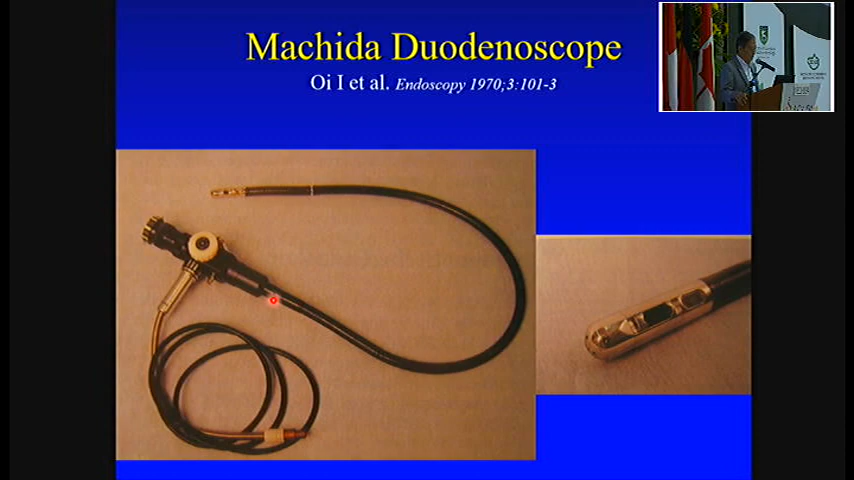 Machida Duodenoscope
Oi I et al. Endoscopy 1970;3:101-3